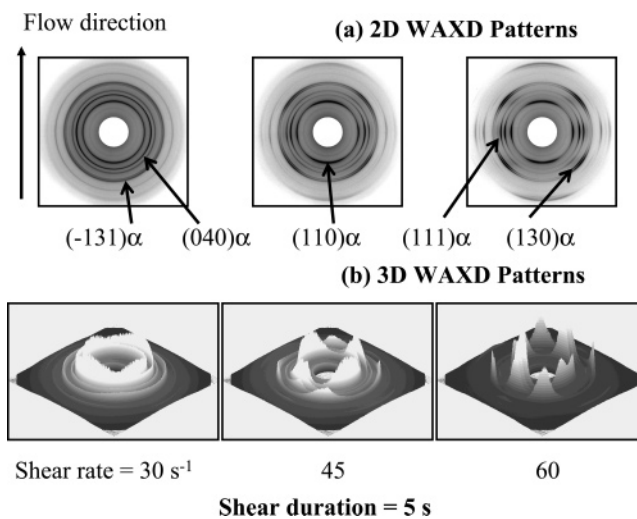 Flow direction
(a) 2D WAXD Patterns
(-131)α
(040)α
(110)α
(111)α
(130)α
(b) 3D WAXD Patterns
Shear rate = 30 s-1
45
60
Shear duration = 5 s